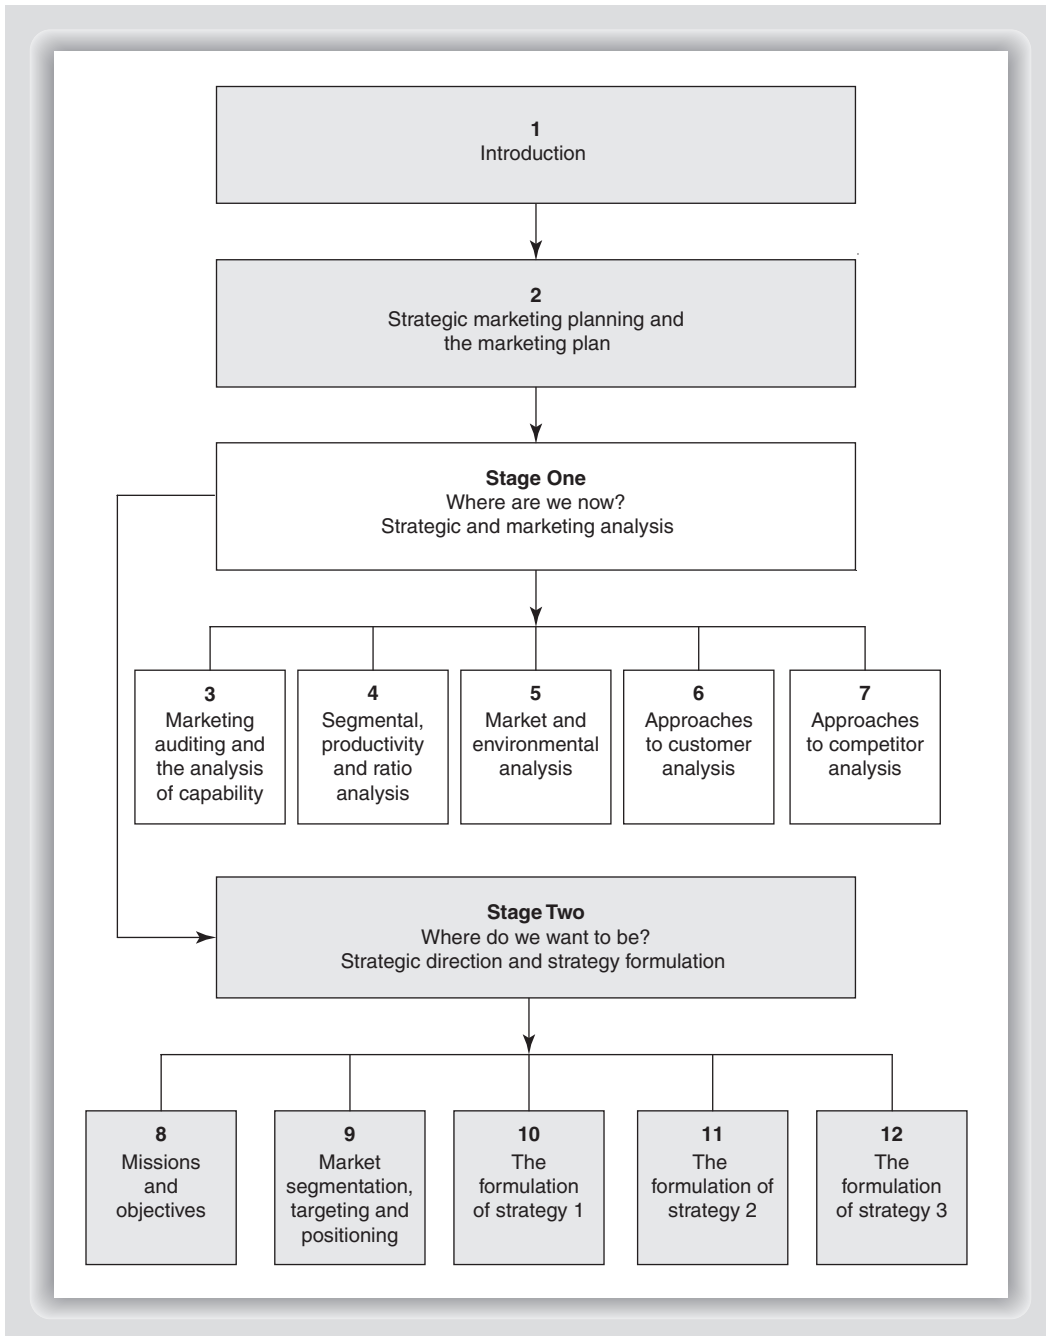 1
Introduction
2
Strategic marketing planning and
the marketing plan
Stage One
Where are we now?
Strategic and marketing analysis
3
Marketing
auditing and
the analysis
of capability
4
Segmental,
productivity
and ratio
analysis
5
Market and
environmental
analysis
6
Approaches
to customer
analysis
7
Approaches
to competitor
analysis
Stage Two
Where do we want to be?
Strategic direction and strategy formulation
8
Missions
and
objectives
9
Market
segmentation,
targeting and
positioning
10
The
formulation
of strategy 1
11
The
formulation of
strategy 2
12
The
formulation
of strategy 3